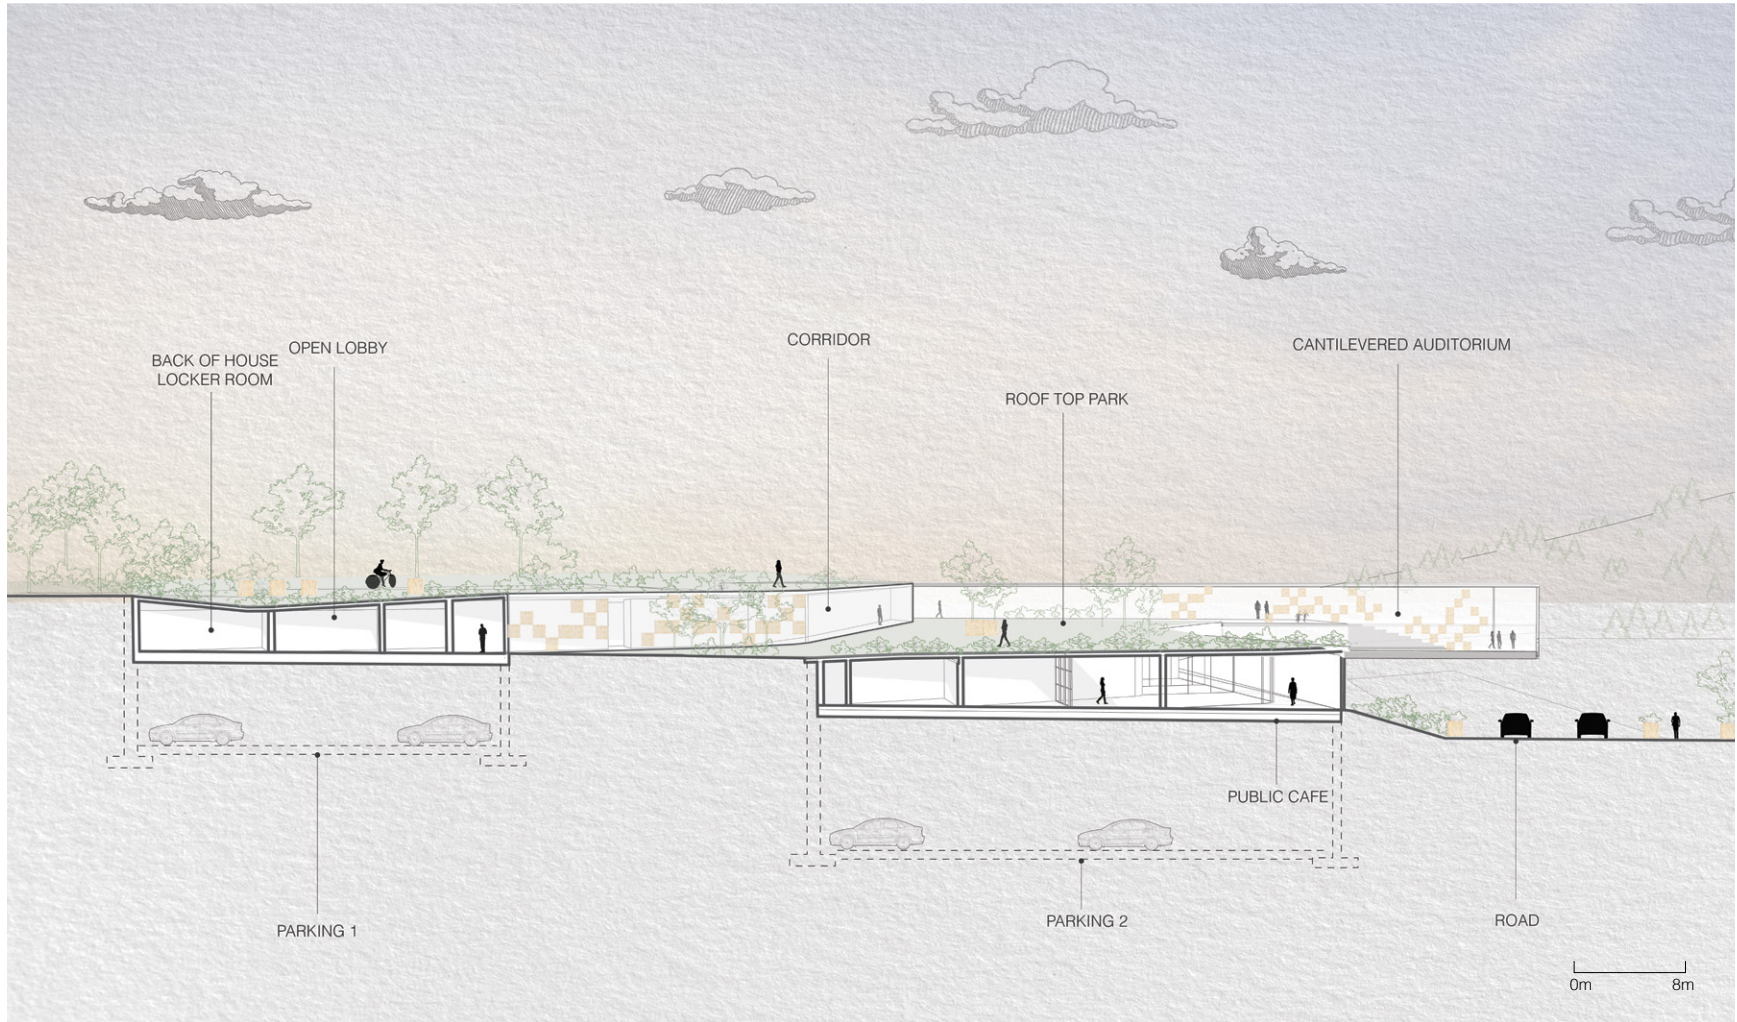 CORRIDOR
OPEN LOBBY
CANTILEVERED AUDITORIUM
BACK OF HOUSE
LOCKER ROOM
ROOF TOP PARK
PUBLIC CAFE
PARKING 1
PARKING 2
ROAD
0m 8m